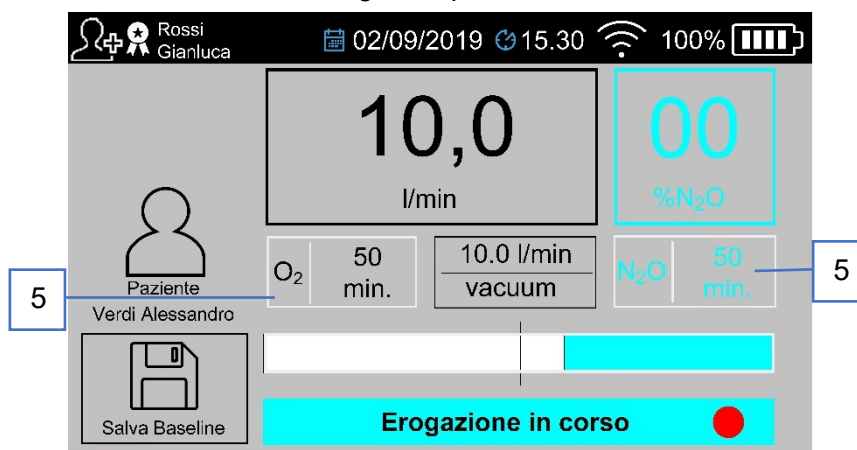 Rossi
Gianluca
02/09/2019 15.30 100%
10,0
l/min
00
%N₂O
O₂ 50 min.
10.0 l/min
vacuum
N₂O 50 min.
5
5
Paziente
Verdi Alessandro
Salva Baseline
Erogazione in corso